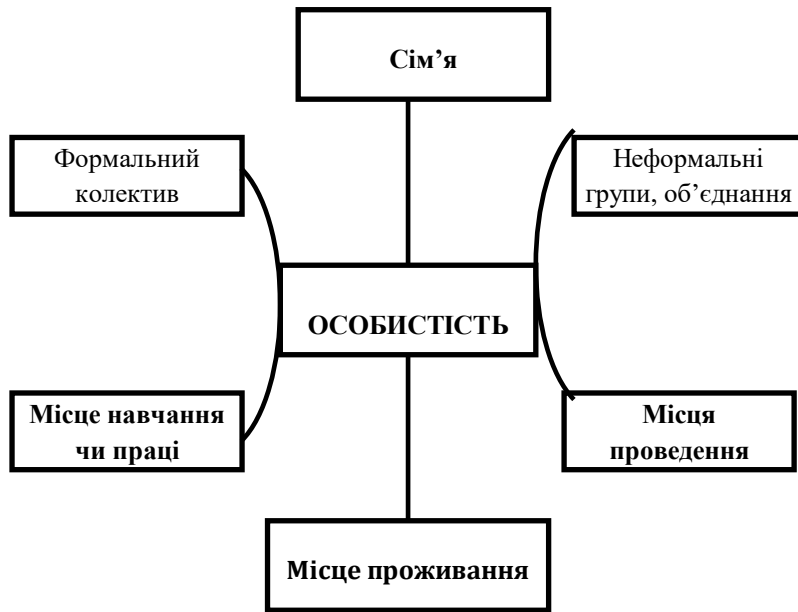 Сім’я
Формальний
колектив
Неформальні
групи, об’єднання
ОСОБИСТІСТЬ
Місце навчання
чи праці
Місця
проведення
Місце проживання